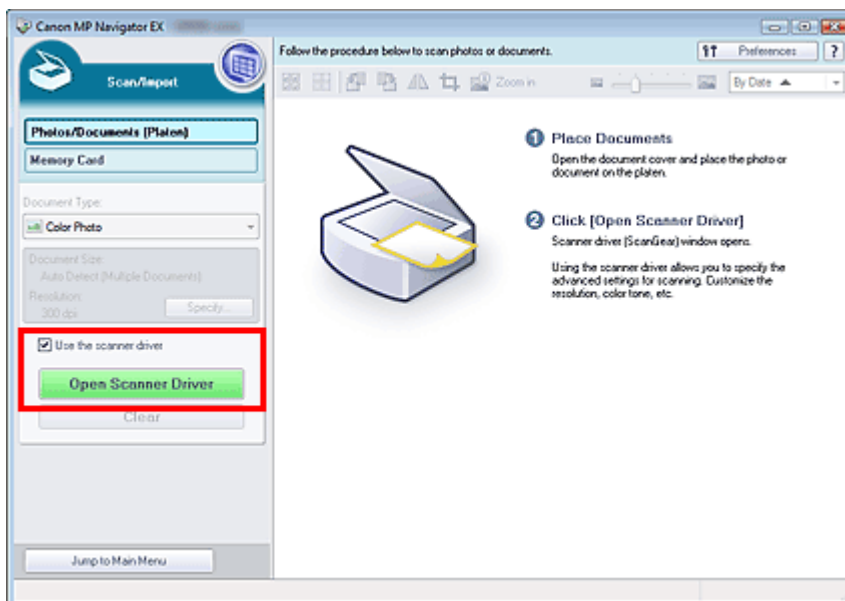 Canon MP Navigator EX
Scan/Import
Photos/Documents (Platen)
Memory Card
Document Type:
Color Photo
Document Size:
Auto Detect (Multiple Documents)
Resolution:
300 dpi
Specify...
Use the scanner driver
Open Scanner Driver
Clear
Jump to Main Menu
Follow the procedure below to scan photos or documents.
Preferences
?
Zoom in
By Date
1 Place Documents
Open the document cover and place the photo or
document on the platen.
2 Click [Open Scanner Driver]
Scanner driver (ScanGear) window opens.
Using the scanner driver allows you to specify the
advanced settings for scanning. Customize the
resolution, color tone, etc.